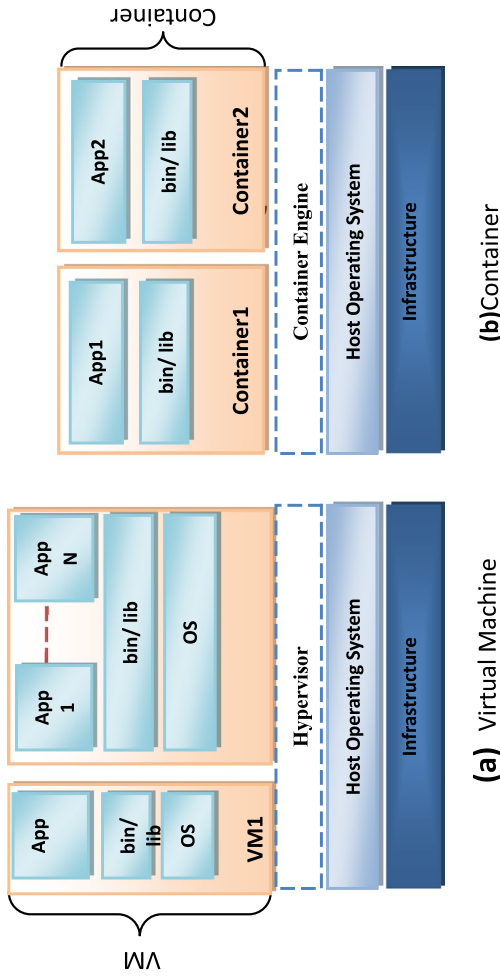 VM
App
bin/ lib
OS
VM1
App
1
App
N
bin/ lib
OS
Hypervisor
Host Operating System
Infrastructure
(a) Virtual Machine
App1
bin/ lib
Container1
App2
bin/ lib
Container2
Container
Container Engine
Host Operating System
Infrastructure
(b)Container